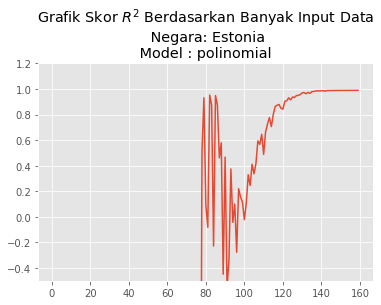 Grafik Skor R² Berdasarkan Banyak Input Data
Negara: Estonia
Model : polinomial
1.2
1.0
0.8
0.6
0.4
0.2
0.0
−0.2
−0.4
0 20 40 60 80 100 120 140 160